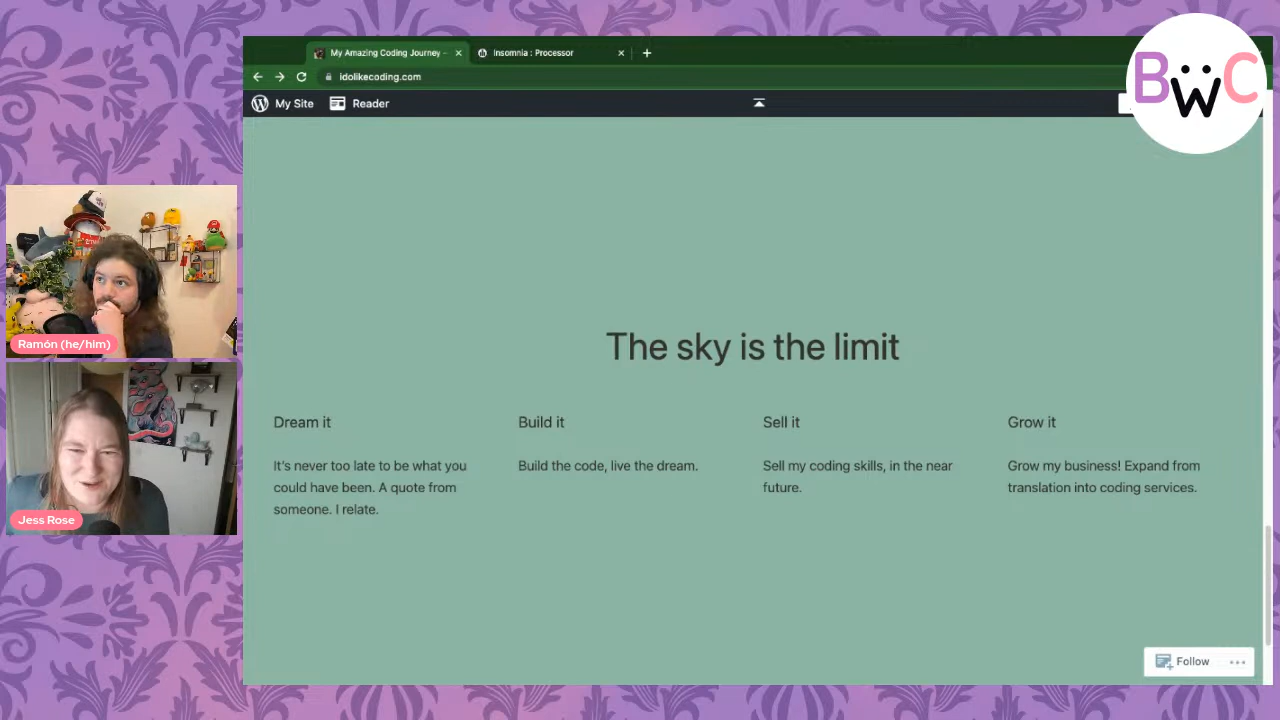 My Amazing Coding Journey -
Insomnia : Processor
idolikecoding.com
My Site
Reader
BWC
Ramón (he/him)
Jess Rose
The sky is the limit
Dream it
It's never too late to be what you
could have been. A quote from
someone. I relate.
Build it
Build the code, live the dream.
Sell it
Sell my coding skills, in the near
future.
Grow it
Grow my business! Expand from
translation into coding services.
Follow